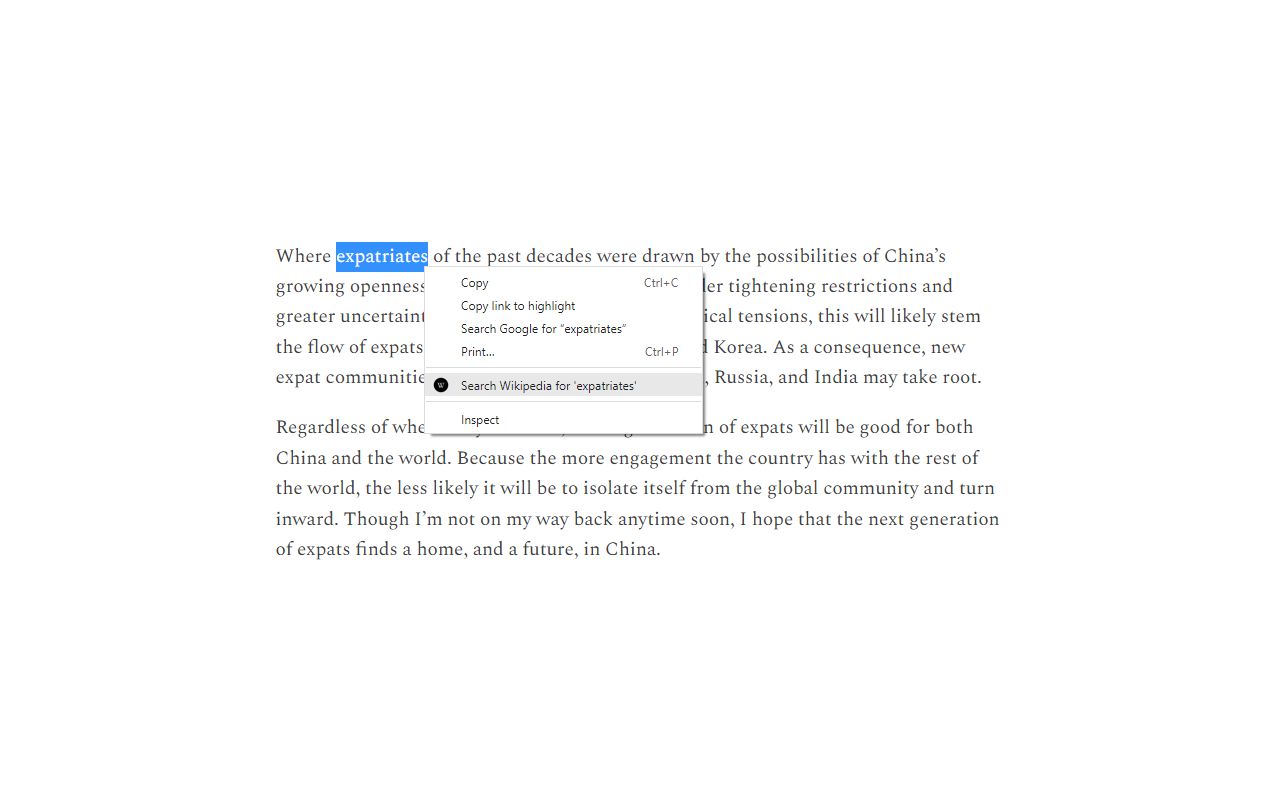 Where expatriates of the past decades were drawn by the possibilities of China’s
growing openness
der tightening restrictions and
greater uncertaint
ical tensions, this will likely stem
the flow of expats
Korea. As a consequence, new
expat communitie
, Russia, and India may take root.
Copy Ctrl+C
Copy link to highlight
Search Google for “expatriates”
Print... Ctrl+P
W Search Wikipedia for 'expatriates'
Inspect
Regardless of whe
n of expats will be good for both
China and the world. Because the more engagement the country has with the rest of
the world, the less likely it will be to isolate itself from the global community and turn
inward. Though I’m not on my way back anytime soon, I hope that the next generation
of expats finds a home, and a future, in China.